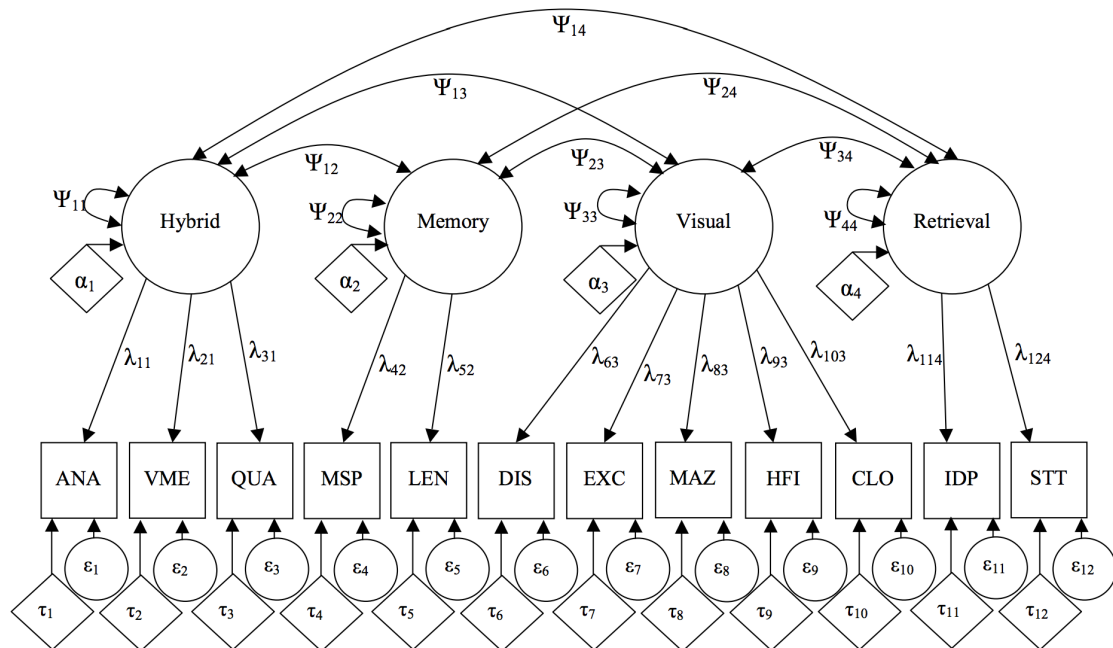 Ψ14
Ψ13 Ψ24
Ψ12 Ψ23 Ψ34
Ψ11 Hybrid Ψ22 Memory Ψ33 Visual Ψ44 Retrieval
α1 α2 α3 α4
λ11 λ21 λ31 λ42 λ52 λ63 λ73 λ83 λ93 λ103 λ114 λ124
ANA VME QUA MSP LEN DIS EXC MAZ HFI CLO IDP STT
ε1 ε2 ε3 ε4 ε5 ε6 ε7 ε8 ε9 ε10 ε11 ε12
τ1 τ2 τ3 τ4 τ5 τ6 τ7 τ8 τ9 τ10 τ11 τ12